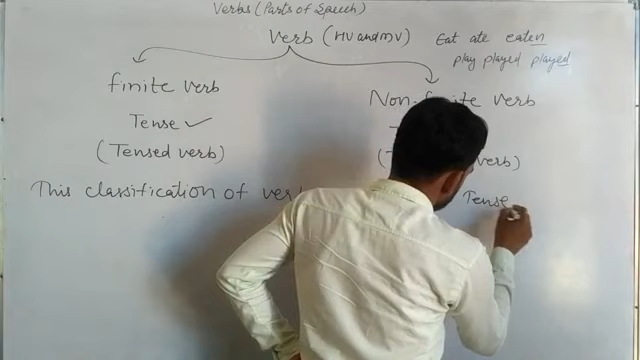 Verbs (Parts of Speech)
Verb (HV and MV) Eat ate eaten
play played played
finite verb
Non-finite verb
Tense ✓
(Tensed verb)
verb)
This classification of
Tense